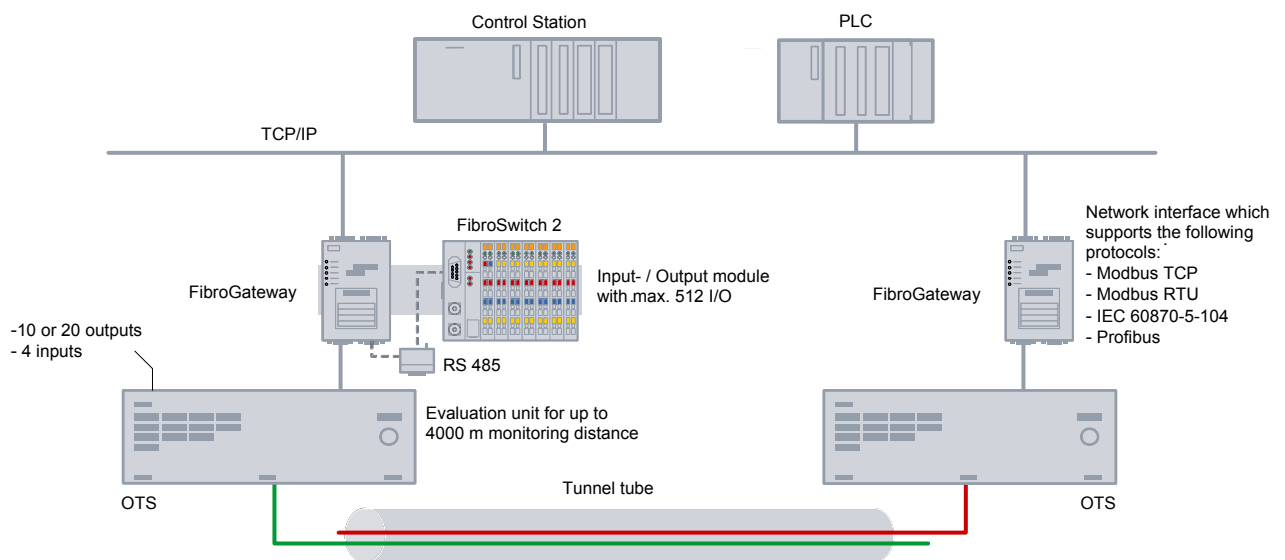 Control Station
PLC
TCP/IP
FibroSwitch 2
FibroGateway
Input- / Output module
with .max. 512 I/O
FibroGateway
Network interface which
supports the following
protocols:
- Modbus TCP
- Modbus RTU
- IEC 60870-5-104
- Profibus
-10 or 20 outputs
- 4 inputs
RS 485
Evaluation unit for up to
4000 m monitoring distance
OTS
Tunnel tube
OTS